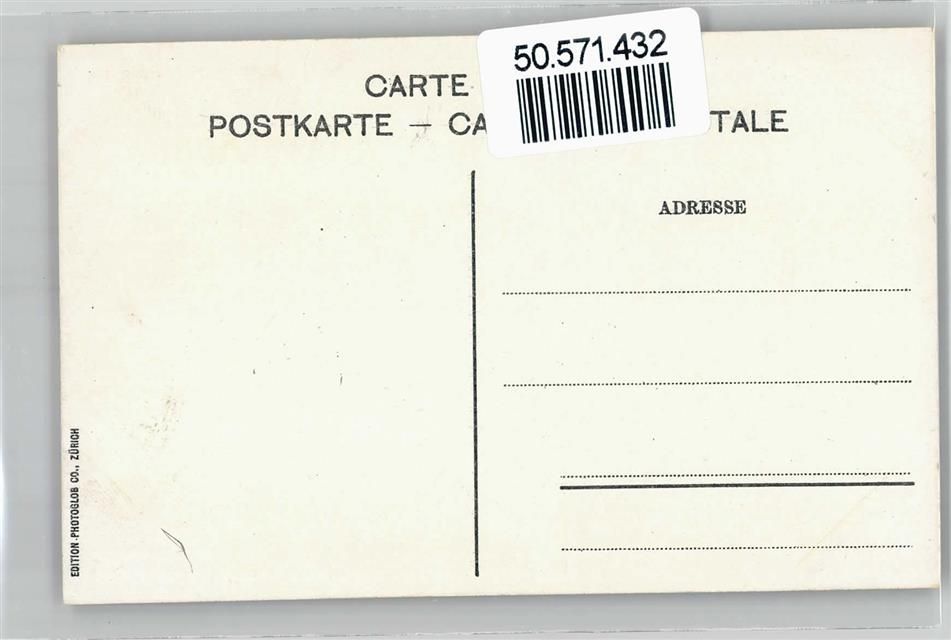 50.571.432
CARTE
POSTKARTE — CA TALE
ADRESSE
EDITION PHOTOGLOB CO., ZÜRICH